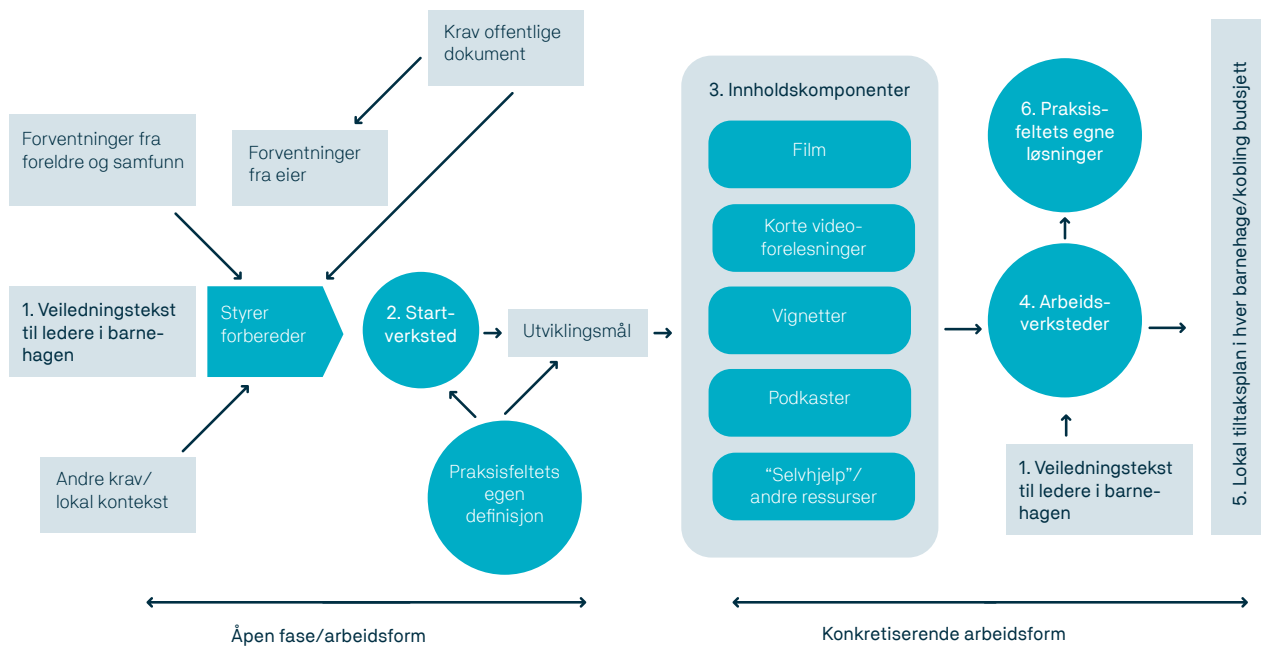 Krav offentlige
dokument
Forventninger fra
foreldre og samfunn
Forventninger
fra eier
1. Veiledningstekst
til ledere i barne-
hagen
Styrer
forbereder
2. Start-
verksted
Utviklingsmål
Andre krav/
lokal kontekst
Praksisfeltets
egen
definisjon
3. Innholdskomponenter
Film
Korte video-
forelesninger
Vignetter
Podkaster
“Selvhjelp”/
andre ressurser
6. Praksis-
feltets egne
løsninger
4. Arbeids-
verksteder
1. Veiledningstekst
til ledere i barne-
hagen
5. Lokal tiltaksplan i hver barnehage/kobling budsjett
Åpen fase/arbeidsform
Konkretiserende arbeidsform